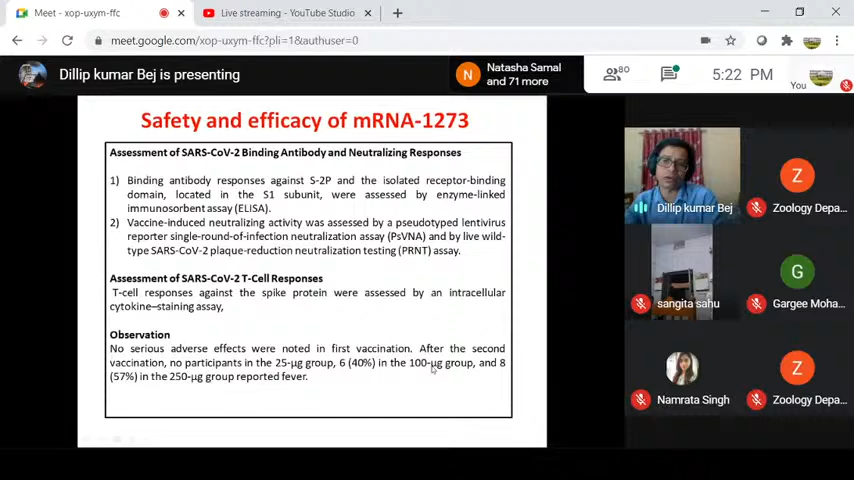 Meet - xop-uxym-ffc
Live streaming - YouTube Studio
meet.google.com/xop-uxym-ffc?pli=1&authuser=0
Dillip kumar Bej is presenting
N
Natasha Samal
and 71 more
80
5:22 PM
You
Safety and efficacy of mRNA-1273
Assessment of SARS-CoV-2 Binding Antibody and Neutralizing Responses
1) Binding antibody responses against S-2P and the isolated receptor-binding
domain, located in the S1 subunit, were assessed by enzyme-linked
immunosorbent assay (ELISA).
2) Vaccine-induced neutralizing activity was assessed by a pseudotyped lentivirus
reporter single-round-of-infection neutralization assay (PsVNA) and by live wild-
type SARS-CoV-2 plaque-reduction neutralization testing (PRNT) assay.
Assessment of SARS-CoV-2 T-Cell Responses
T-cell responses against the spike protein were assessed by an intracellular
cytokine–staining assay,
Observation
No serious adverse effects were noted in first vaccination. After the second
vaccination, no participants in the 25-μg group, 6 (40%) in the 100-μg group, and 8
(57%) in the 250-μg group reported fever.
Dillip kumar Bej
Z
Zoology Depa...
sangita sahu
G
Gargee Moha...
Namrata Singh
Z
Zoology Depa...